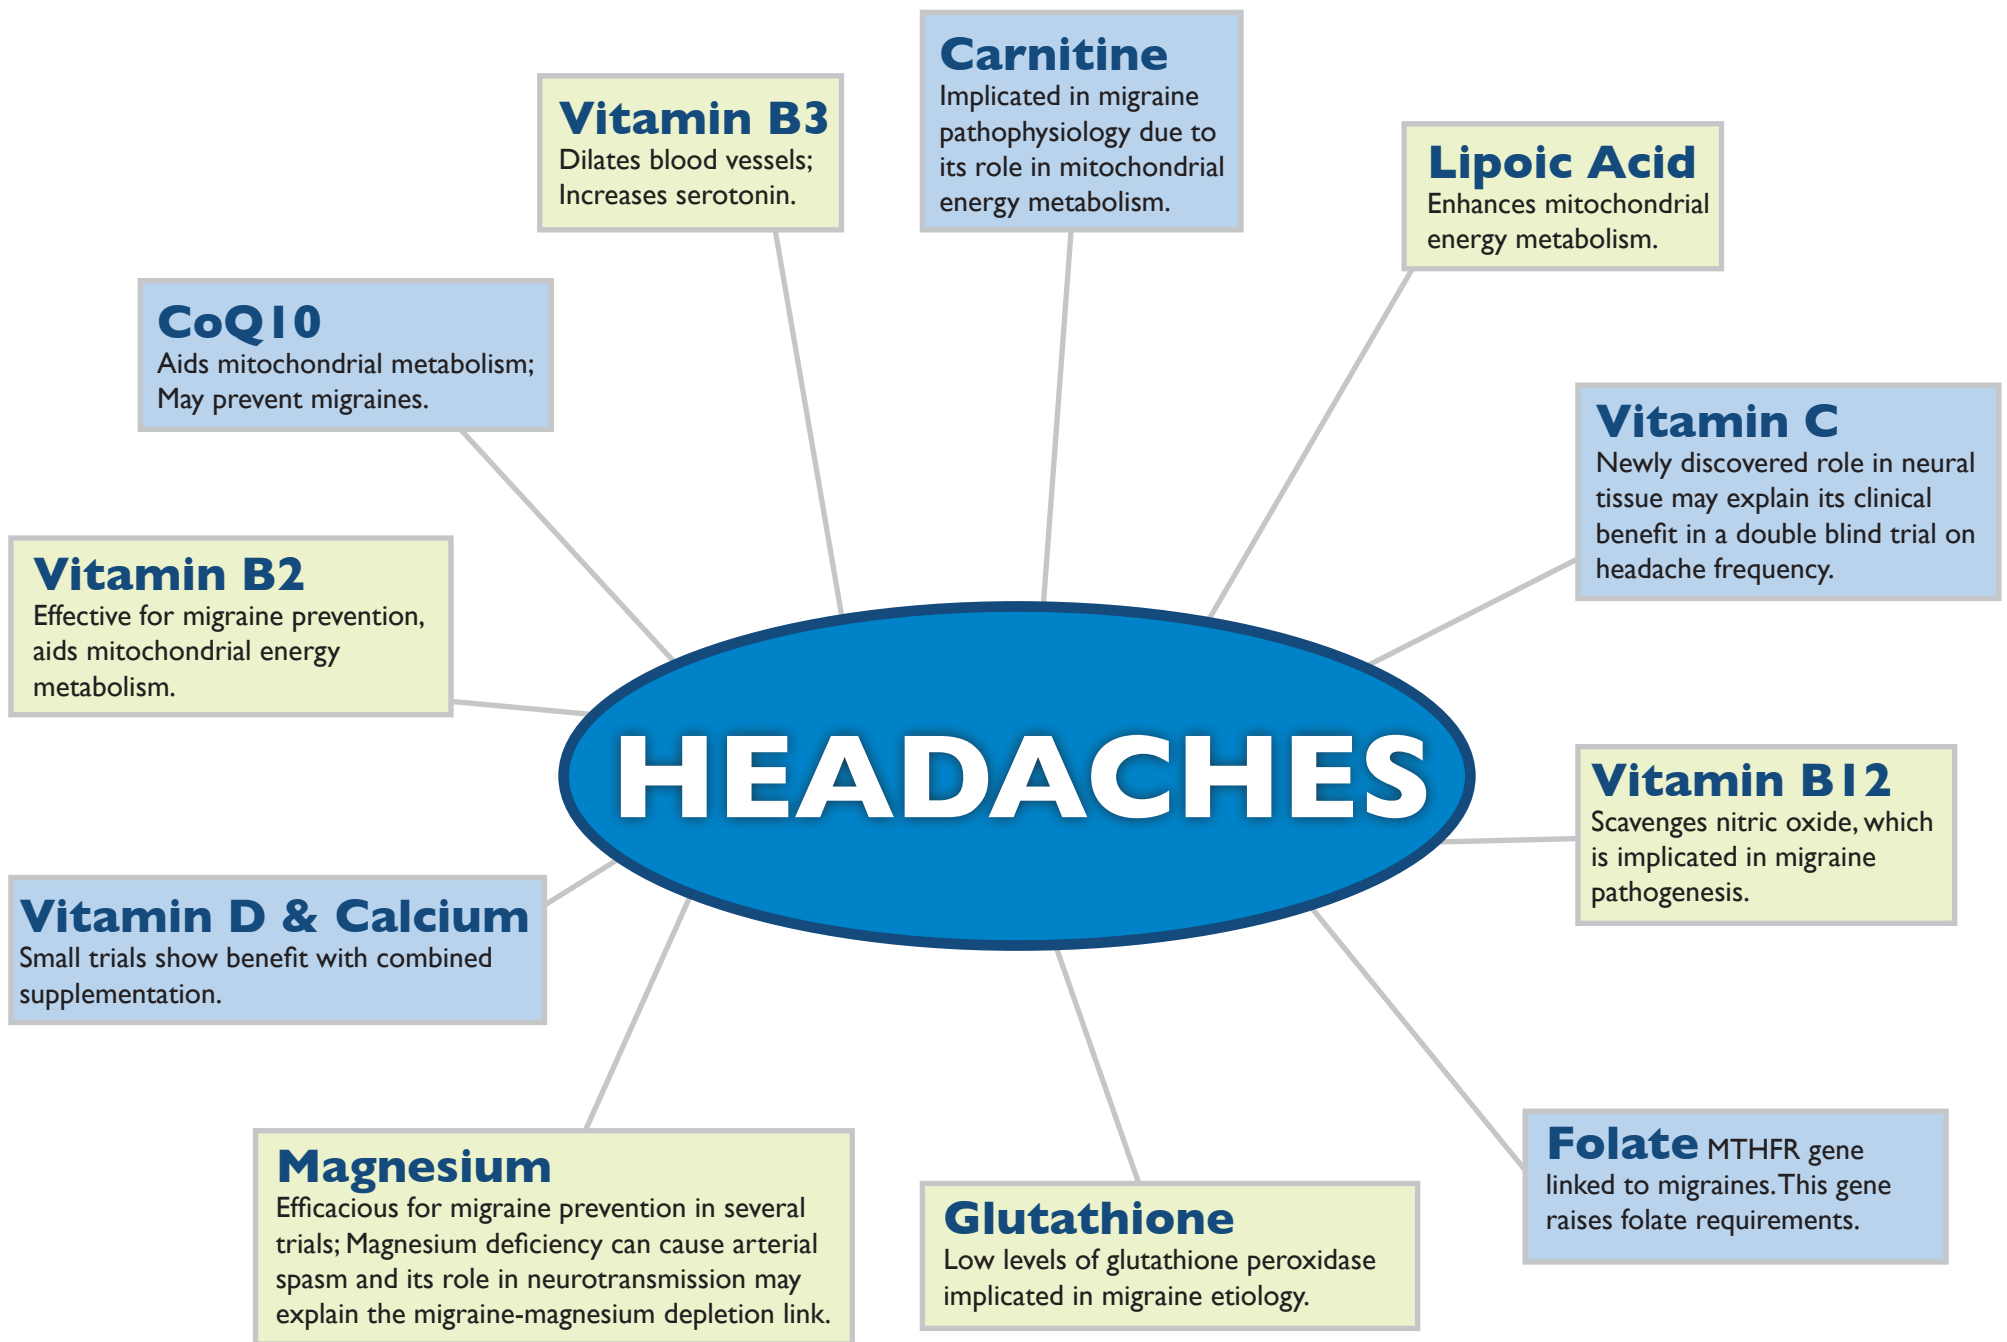 Carnitine
Implicated in migraine
pathophysiology due to
its role in mitochondrial
energy metabolism.
Vitamin B3
Dilates blood vessels;
Increases serotonin.
Lipoic Acid
Enhances mitochondrial
energy metabolism.
CoQ10
Aids mitochondrial metabolism;
May prevent migraines.
Vitamin C
Newly discovered role in neural
tissue may explain its clinical
benefit in a double blind trial on
headache frequency.
Vitamin B2
Effective for migraine prevention,
aids mitochondrial energy
metabolism.
HEADACHES
Vitamin B12
Scavenges nitric oxide, which
is implicated in migraine
pathogenesis.
Vitamin D & Calcium
Small trials show benefit with combined
supplementation.
Magnesium
Efficacious for migraine prevention in several
trials; Magnesium deficiency can cause arterial
spasm and its role in neurotransmission may
explain the migraine-magnesium depletion link.
Glutathione
Low levels of glutathione peroxidase
implicated in migraine etiology.
Folate MTHFR gene
linked to migraines. This gene
raises folate requirements.